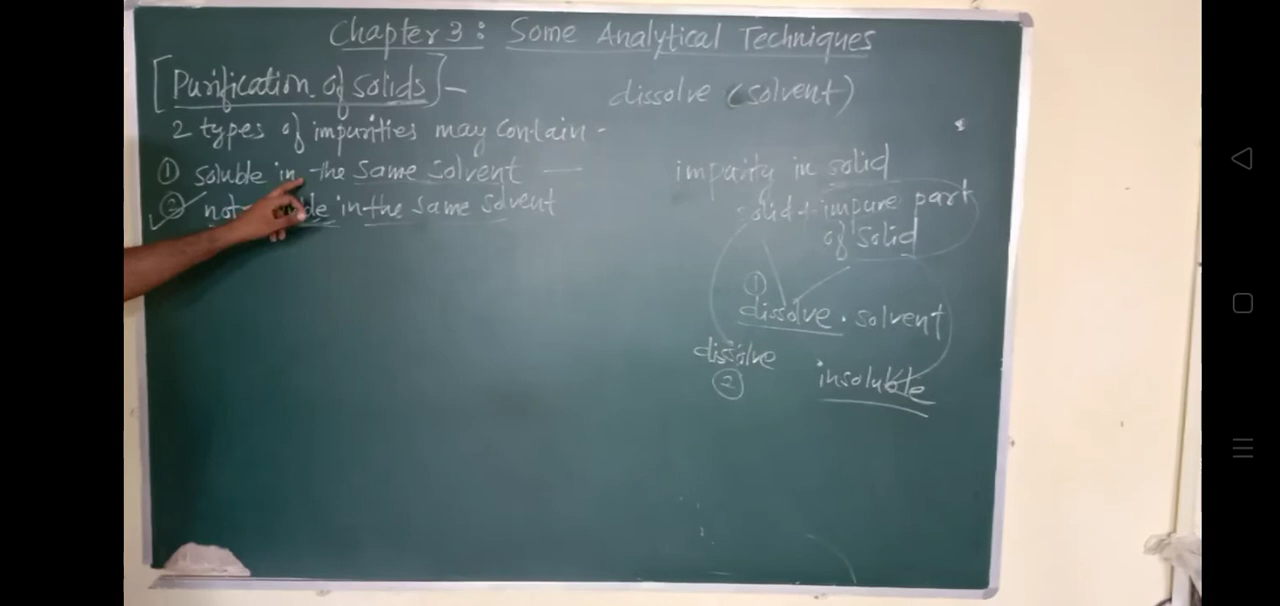 Chapter 3 : Some Analytical Techniques
[Purification of solids] -
2 types of impurities may contain -
① soluble in the same solvent —
② not in the same solvent
dissolve (solvent)
impurity in solid
solid + impure part
of solid
①
dissolve . solvent
dissolve
②
insoluble